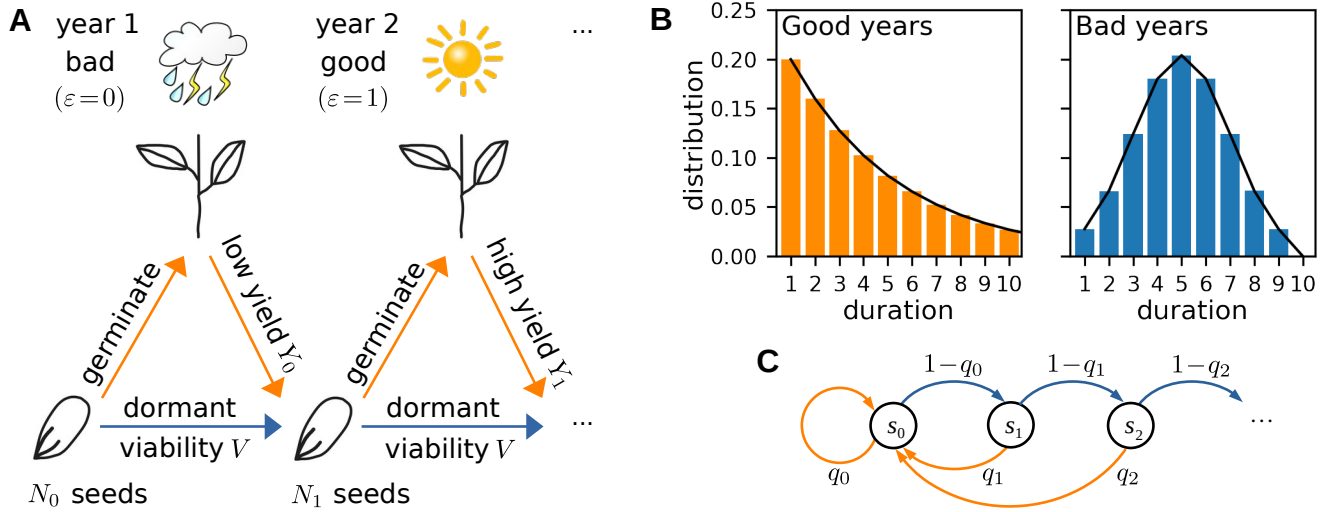 A
year 1
bad
(ε=0)
year 2
good
(ε=1)
...
germinate
low yield Y₀
germinate
high yield Y₁
dormant
viability V
dormant
viability V
...
N₀ seeds
N₁ seeds
B
distribution
0.25
0.20
0.15
0.10
0.05
0.00
Good years
1 2 3 4 5 6 7 8 9 10
duration
Bad years
1 2 3 4 5 6 7 8 9 10
duration
C
1−q₀
1−q₁
1−q₂
s₀
s₁
s₂
...
q₀
q₁
q₂